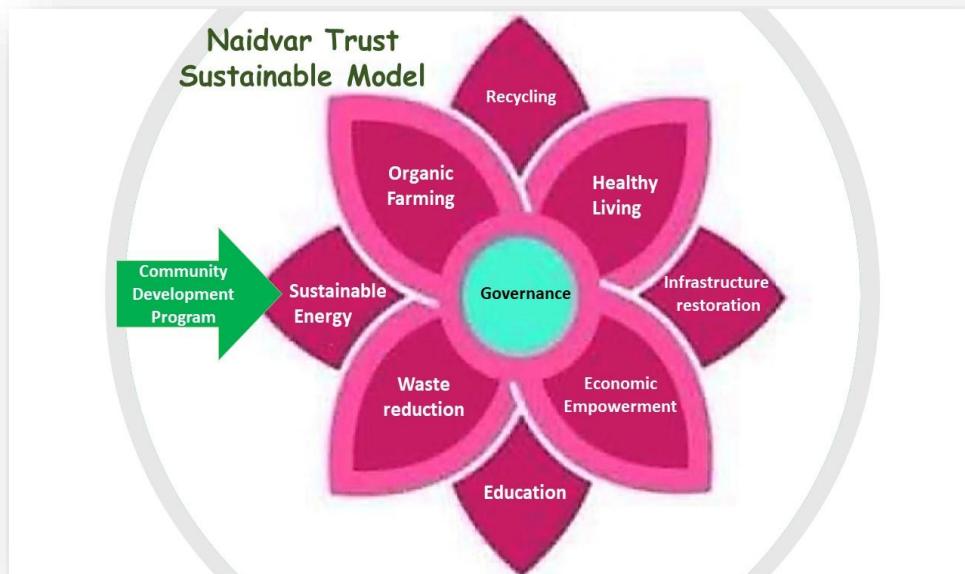 Naidvar Trust
Sustainable Model
Recycling
Organic
Farming
Healthy
Living
Community
Development
Program
Sustainable
Energy
Governance
Infrastructure
restoration
Waste
reduction
Economic
Empowerment
Education